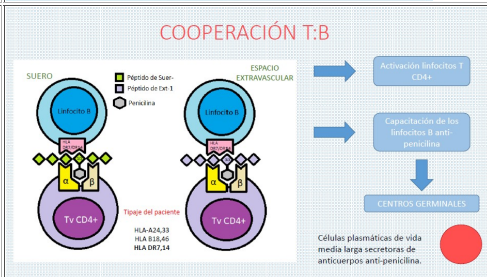 COOPERACIÓN T:B
SUERO
ESPACIO
EXTRAVASCULAR
Péptido de Suer-
Péptido de Ext-1
Penicilina
Linfocito B
Linfocito B
HLA
HLA
α
β
α
β
Tv CD4+
Tv CD4+
Tipaje del paciente
HLA-A24,33
HLA B18,46
HLA DR7,14
Activación linfocitos T
CD4+
Capacitación de los
linfocitos B anti-
penicilina
CENTROS GERMINALES
Células plasmáticas de vida
media larga secretoras de
anticuerpos anti-penicilina.